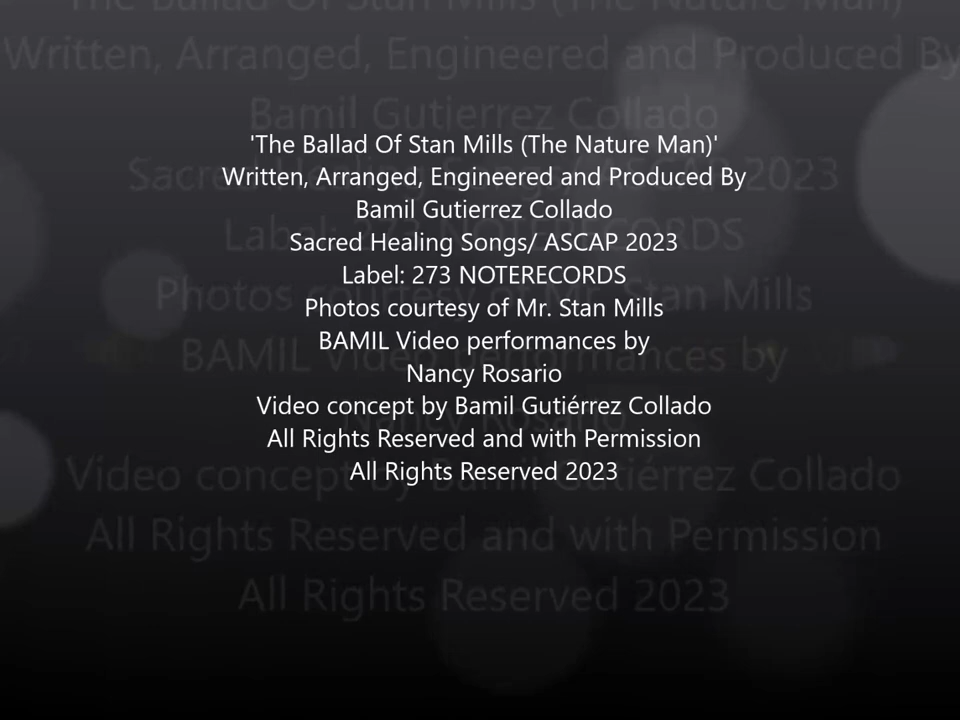 'The Ballad Of Stan Mills (The Nature Man)'
Written, Arranged, Engineered and Produced By
Bamil Gutierrez Collado
Sacred Healing Songs/ ASCAP 2023
Label: 273 NOTERECORDS
Photos courtesy of Mr. Stan Mills
BAMIL Video performances by
Nancy Rosario
Video concept by Bamil Gutiérrez Collado
All Rights Reserved and with Permission
All Rights Reserved 2023